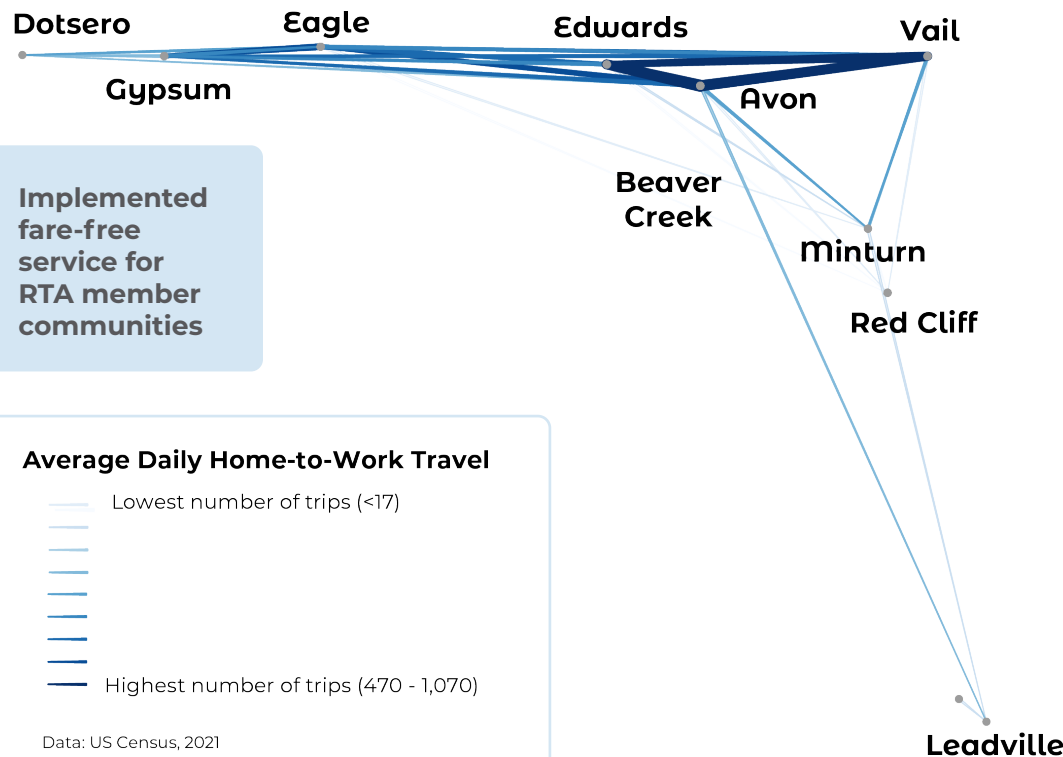 Dotsero
Eagle
Edwards
Vail
Gypsum
Avon
Beaver
Creek
Minturn
Red Cliff
Implemented
fare-free
service for
RTA member
communities
Average Daily Home-to-Work Travel
Lowest number of trips (<17)
Highest number of trips (470 - 1,070)
Data: US Census, 2021
Leadville